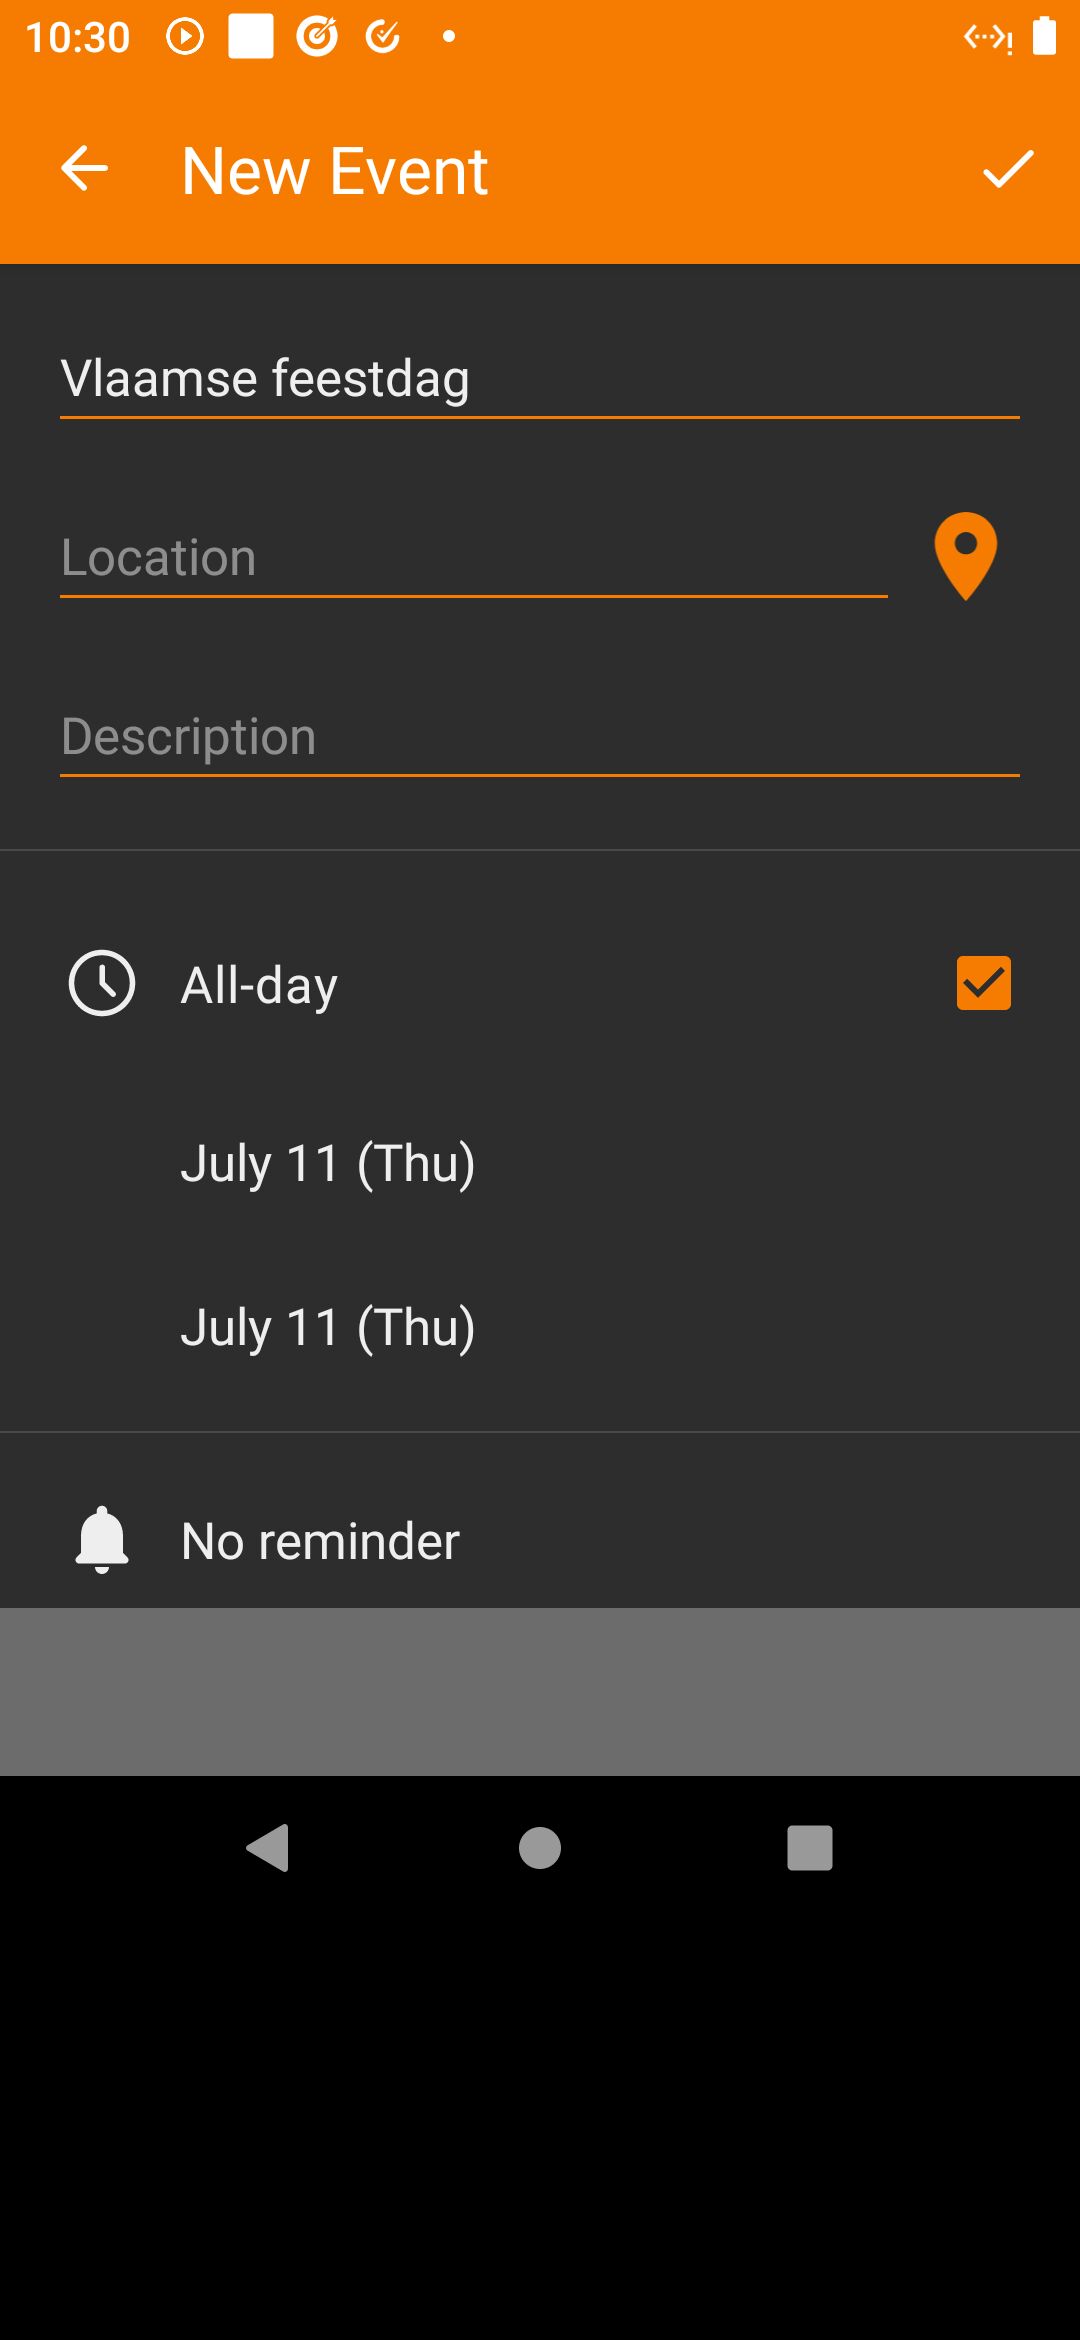 10:30
New Event
Vlaamse feestdag
Location
Description
All-day
July 11 (Thu)
July 11 (Thu)
No reminder